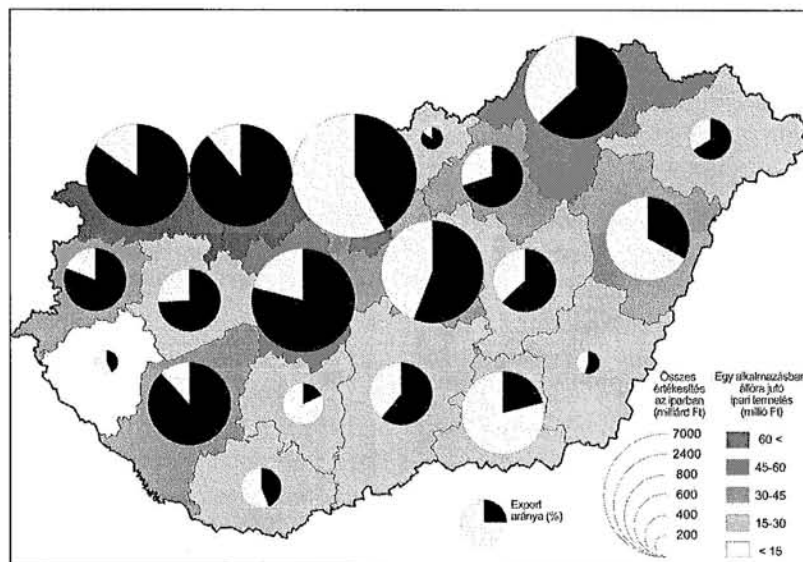 Összes
értékesítés
az iparban
(milliárd Ft)
7000
2400
800
600
400
200
Egy alkalmazásban
állóra jutó
ipari termelés
(millió Ft)
60 <
45-60
30-45
15-30
< 15
Export
aránya (%)